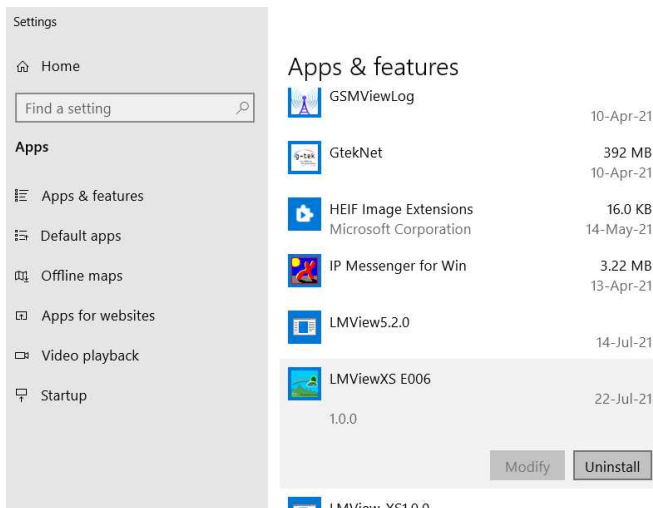 Settings
Home
Find a setting
Apps
Apps & features
Default apps
Offline maps
Apps for websites
Video playback
Startup
Apps & features
GSMViewLog
10-Apr-21
g-tek
GtekNet 392 MB
10-Apr-21
HEIF Image Extensions 16.0 KB
Microsoft Corporation 14-May-21
IP Messenger for Win 3.22 MB
13-Apr-21
LMView5.2.0
14-Jul-21
LMViewXS E006
22-Jul-21
1.0.0
Modify Uninstall